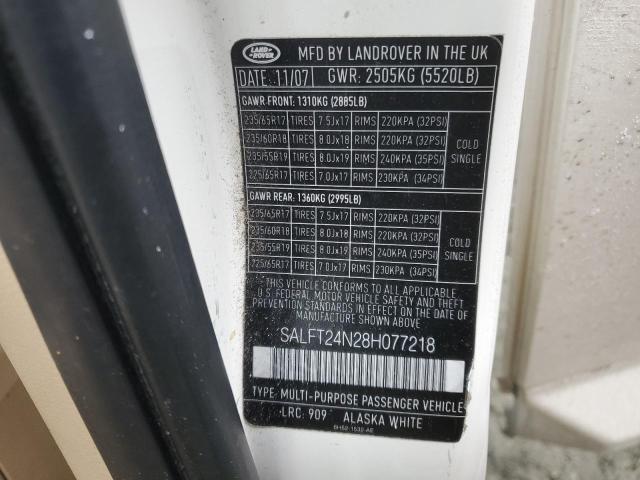 LAND ROVER
MFD BY LANDROVER IN THE UK
DATE: 11/07 GWR: 2505KG (5520LB)
GAWR FRONT: 1310KG (2885LB)
235/65R17 TIRES 7.5Jx17 RIMS 220KPA (32PSI)
235/60R18 TIRES 8.0Jx18 RIMS 220KPA (32PSI)
235/55R19 TIRES 8.0Jx19 RIMS 240KPA (35PSI)
225/65R17 TIRES 7.0Jx17 RIMS 230KPA (34PSI)
COLD SINGLE
GAWR REAR: 1360KG (2995LB)
235/65R17 TIRES 7.5Jx17 RIMS 220KPA (32PSI)
235/60R18 TIRES 8.0Jx18 RIMS 220KPA (32PSI)
235/55R19 TIRES 8.0Jx19 RIMS 240KPA (35PSI)
225/65R17 TIRES 7.0Jx17 RIMS 230KPA (34PSI)
COLD SINGLE
THIS VEHICLE CONFORMS TO ALL APPLICABLE
U.S. FEDERAL MOTOR VEHICLE SAFETY AND THEFT
PREVENTION STANDARDS IN EFFECT ON THE DATE
OF MANUFACTURE SHOWN ABOVE.
SALFT24N28H077218
TYPE: MULTI-PURPOSE PASSENGER VEHICLE
LRC: 909 ALASKA WHITE